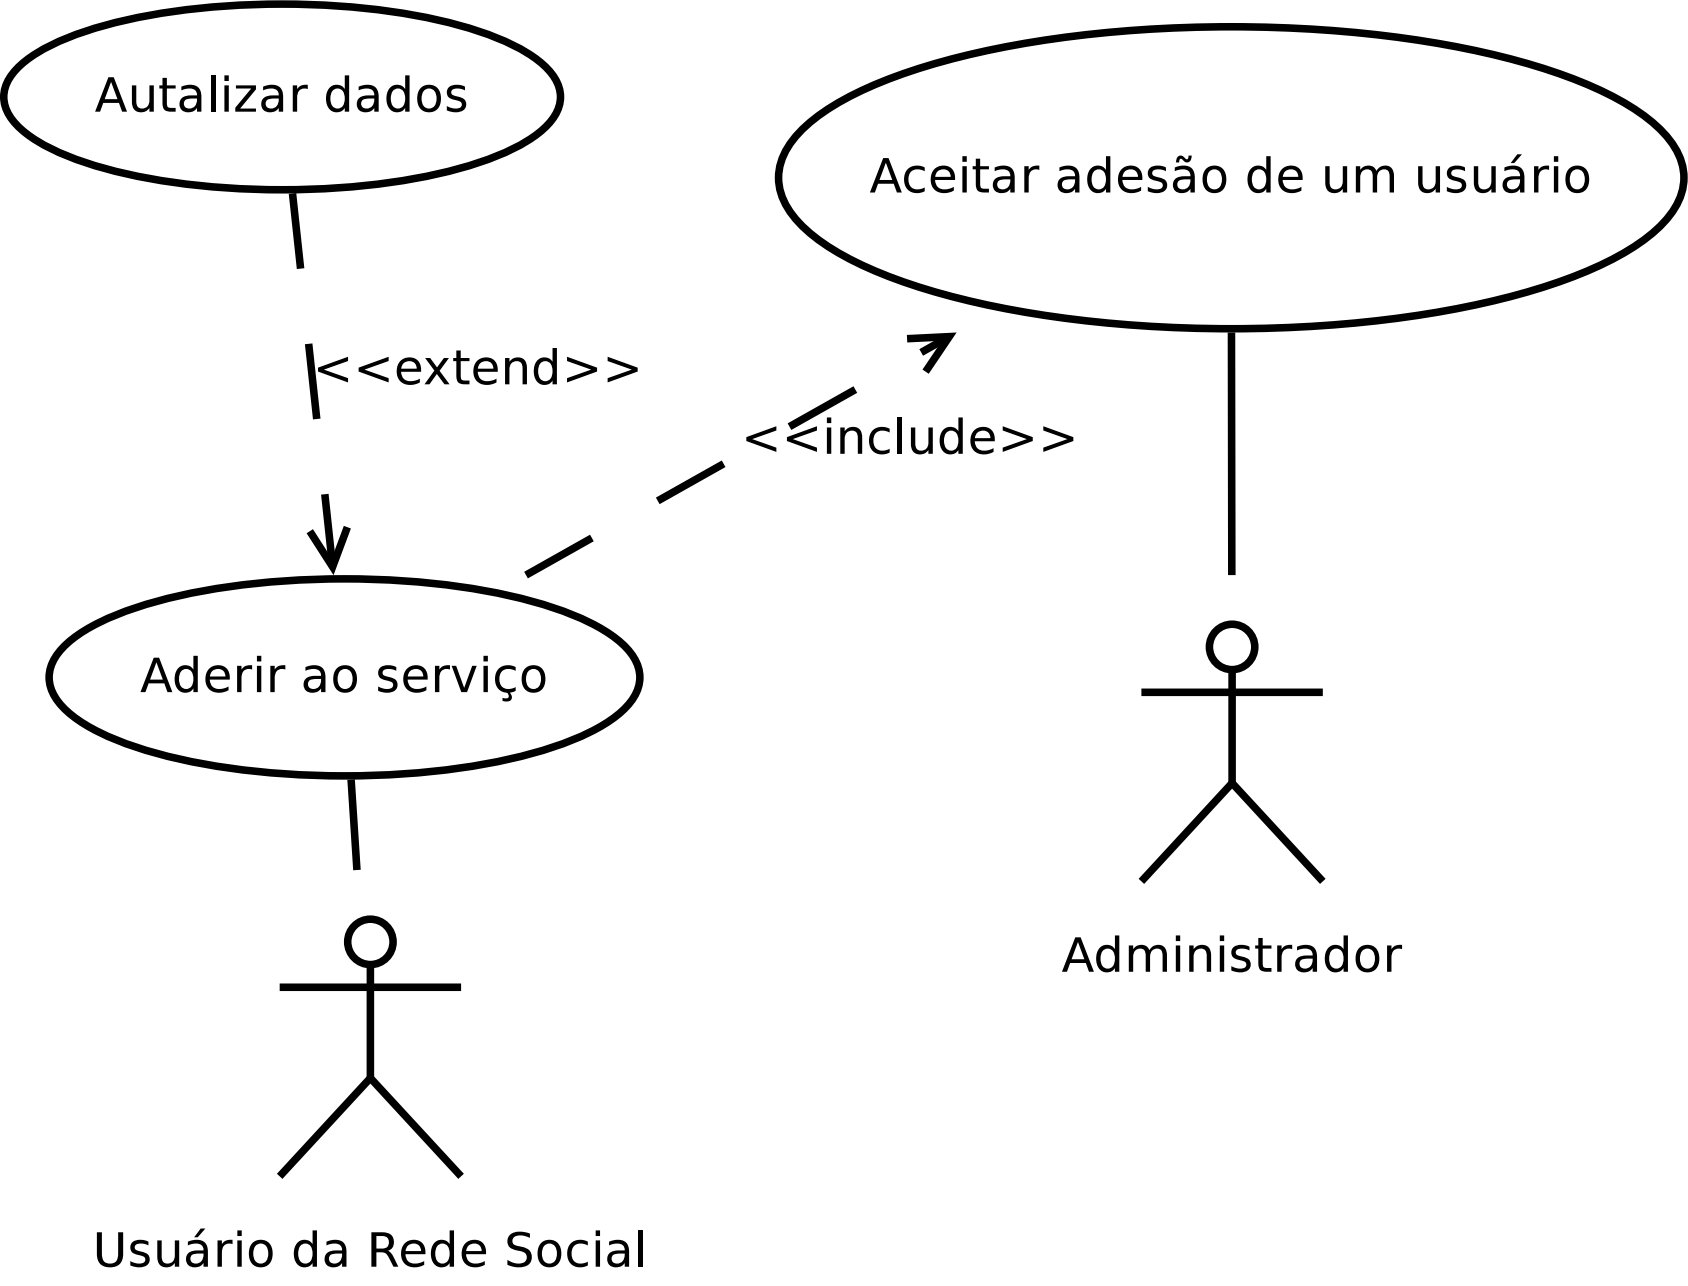 Autalizar dados
Aceitar adesão de um usuário
<<extend>>
<<include>>
Aderir ao serviço
Administrador
Usuário da Rede Social